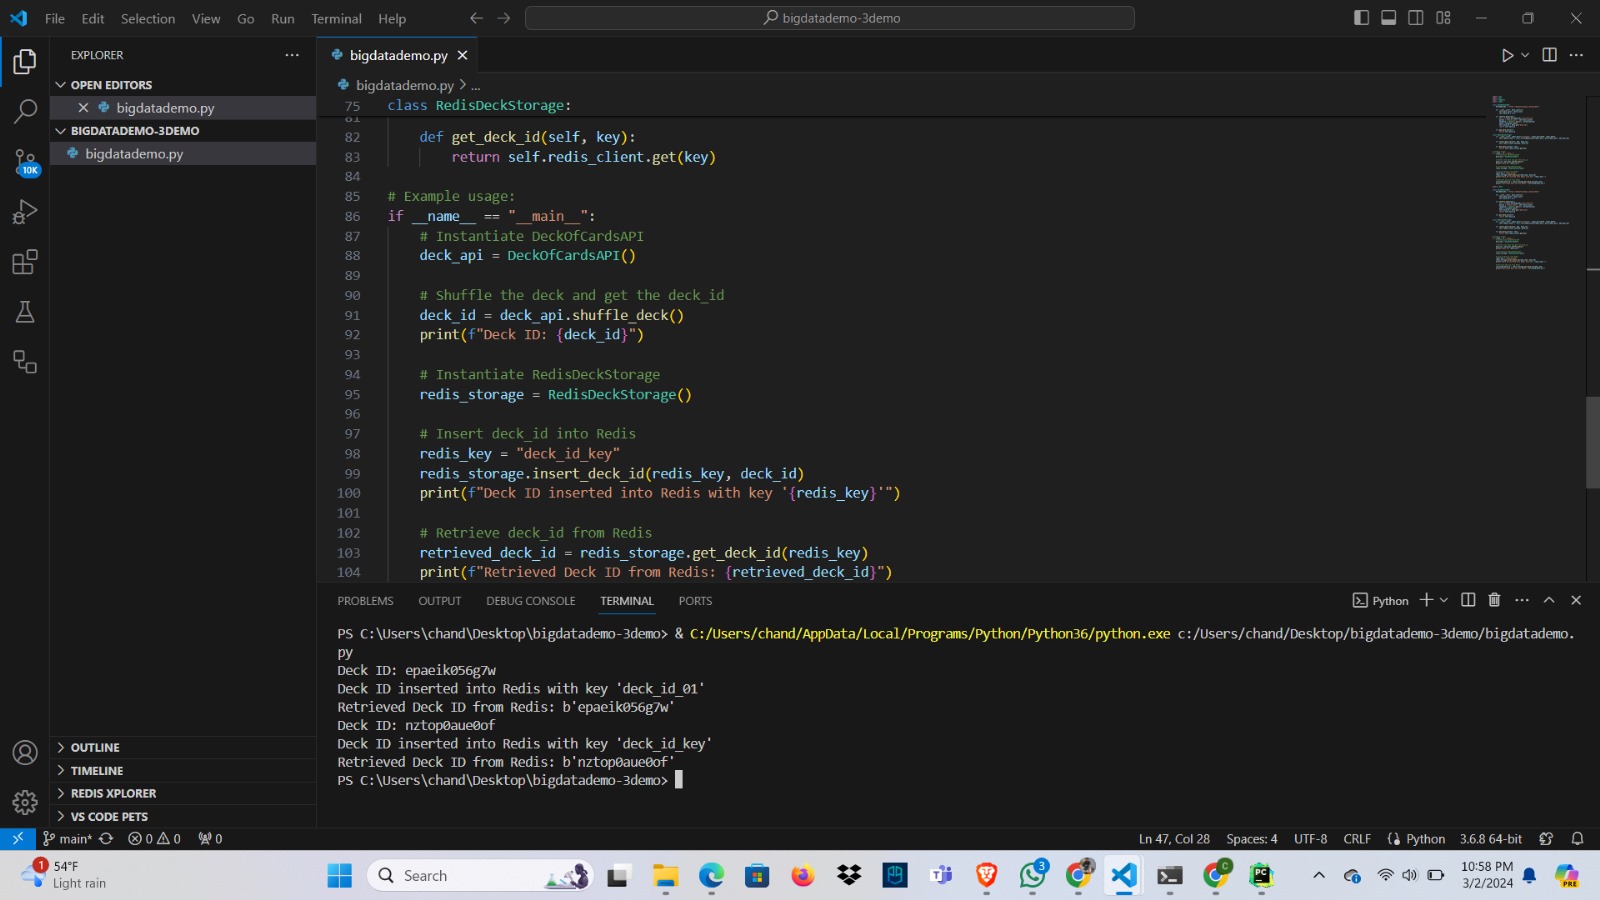 File Edit Selection View Go Run Terminal Help
bigdatademo-3demo
EXPLORER
OPEN EDITORS
bigdatademo.py
BIGDATADEMO-3DEMO
bigdatademo.py
10K
OUTLINE
TIMELINE
REDIS XPLORER
VS CODE PETS
bigdatademo.py
bigdatademo.py > ...
75 class RedisDeckStorage:
81
82 def get_deck_id(self, key):
83 return self.redis_client.get(key)
84
85 # Example usage:
86 if __name__ == "__main__":
87 # Instantiate DeckOfCardsAPI
88 deck_api = DeckOfCardsAPI()
89
90 # Shuffle the deck and get the deck_id
91 deck_id = deck_api.shuffle_deck()
92 print(f"Deck ID: {deck_id}")
93
94 # Instantiate RedisDeckStorage
95 redis_storage = RedisDeckStorage()
96
97 # Insert deck_id into Redis
98 redis_key = "deck_id_key"
99 redis_storage.insert_deck_id(redis_key, deck_id)
100 print(f"Deck ID inserted into Redis with key '{redis_key}'")
101
102 # Retrieve deck_id from Redis
103 retrieved_deck_id = redis_storage.get_deck_id(redis_key)
104 print(f"Retrieved Deck ID from Redis: {retrieved_deck_id}")
PROBLEMS OUTPUT DEBUG CONSOLE TERMINAL PORTS
Python
PS C:\Users\chand\Desktop\bigdatademo-3demo> & C:/Users/chand/AppData/Local/Programs/Python/Python36/python.exe c:/Users/chand/Desktop/bigdatademo-3demo/bigdatademo.
py
Deck ID: epaeik056g7w
Deck ID inserted into Redis with key 'deck_id_01'
Retrieved Deck ID from Redis: b'epaeik056g7w'
Deck ID: nztop0aue0of
Deck ID inserted into Redis with key 'deck_id_key'
Retrieved Deck ID from Redis: b'nztop0aue0of'
PS C:\Users\chand\Desktop\bigdatademo-3demo>
main* 0 0 0
Ln 47, Col 28 Spaces: 4 UTF-8 CRLF Python 3.6.8 64-bit
1
54°F
Light rain
Search
3
C
PC
PRE
10:58 PM
3/2/2024